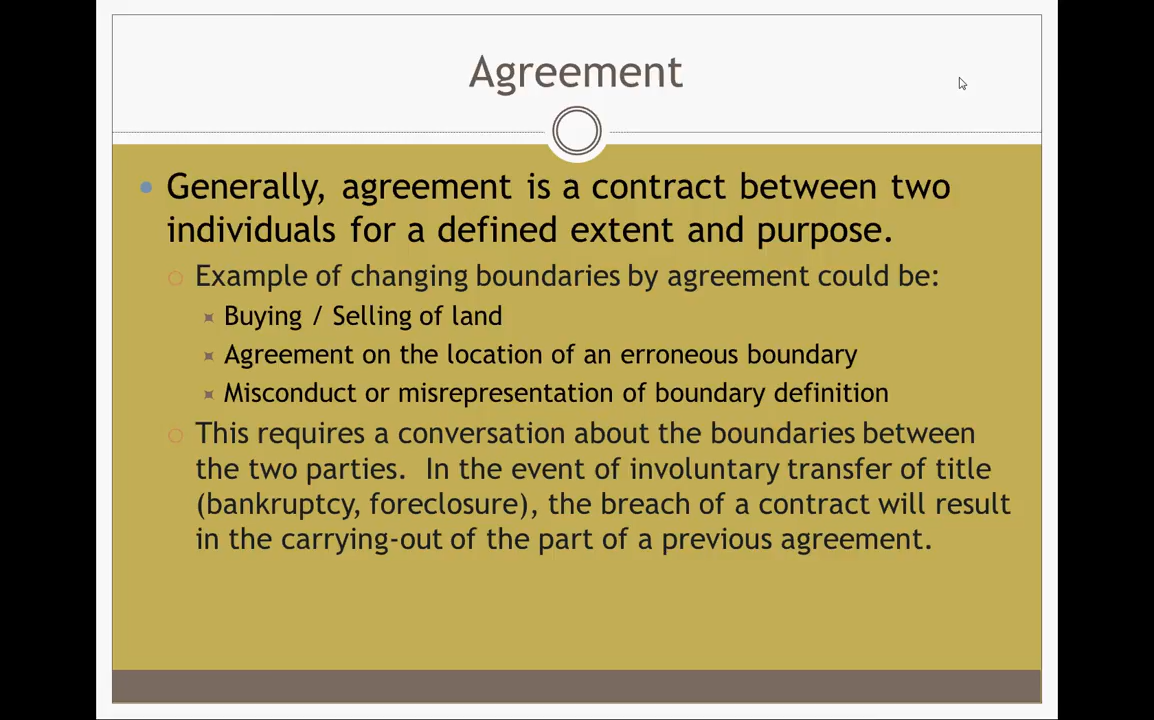 Agreement
Generally, agreement is a contract between two
individuals for a defined extent and purpose.
Example of changing boundaries by agreement could be:
Buying / Selling of land
Agreement on the location of an erroneous boundary
Misconduct or misrepresentation of boundary definition
This requires a conversation about the boundaries between
the two parties.  In the event of involuntary transfer of title
(bankruptcy, foreclosure), the breach of a contract will result
in the carrying-out of the part of a previous agreement.